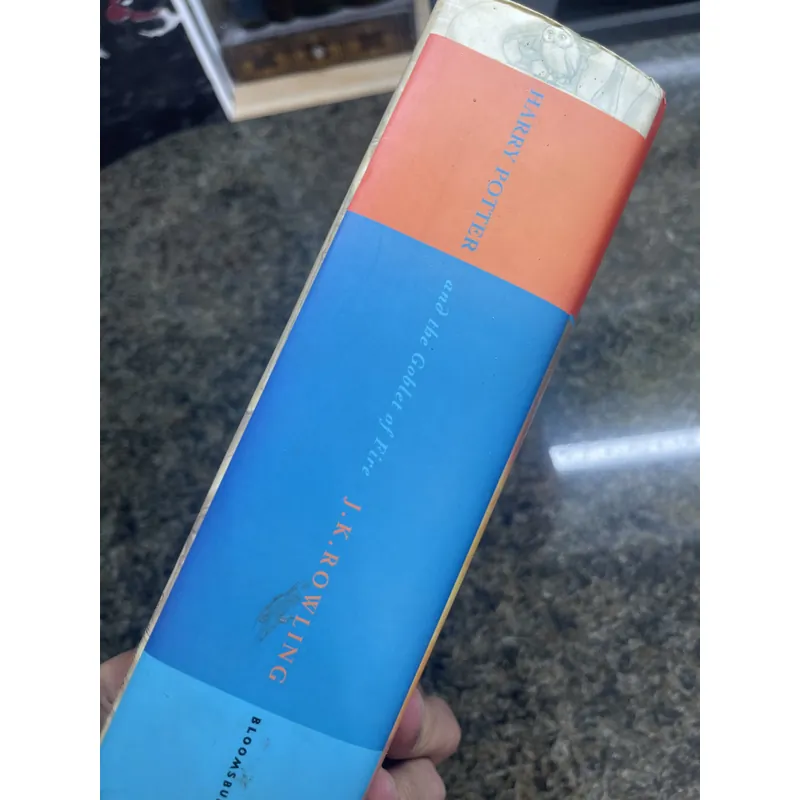 HARRY POTTER
and the Goblet of Fire
J.K.ROWLING
BLOOMSBU